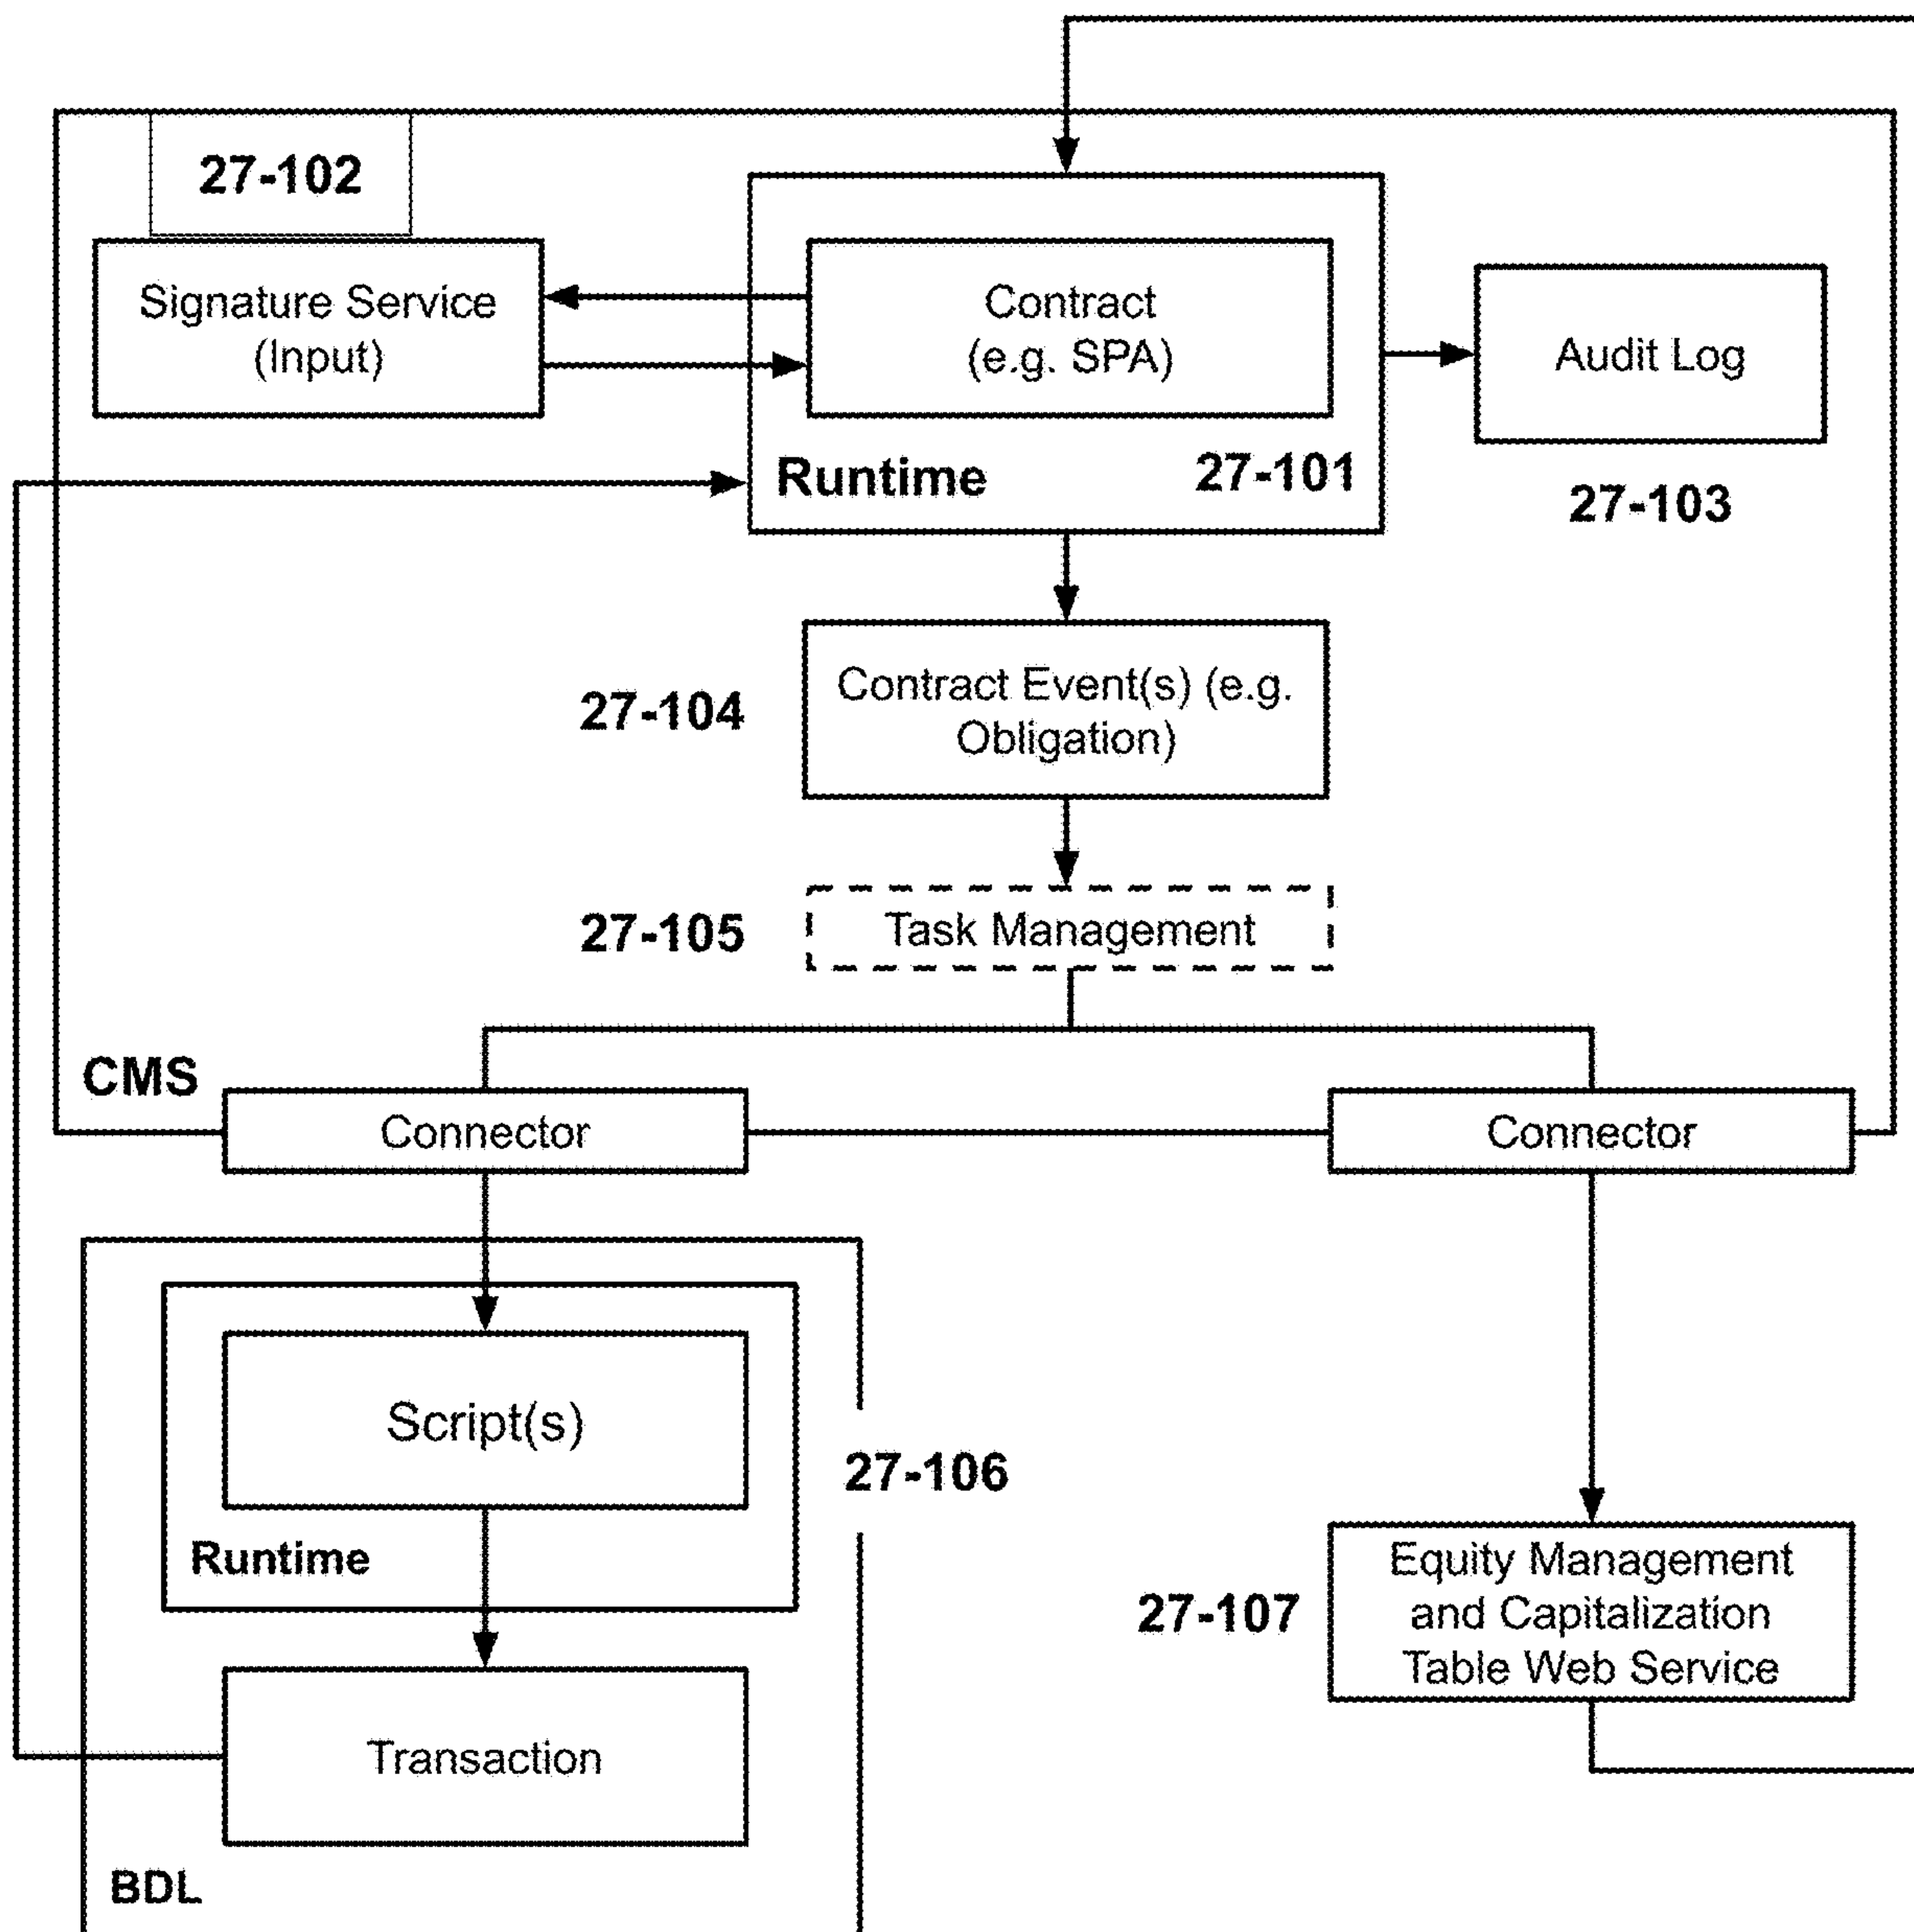 27-102
Signature Service
(Input)
Contract
(e.g. SPA)
Runtime
27-101
Audit Log
27-103
27-104
Contract Event(s) (e.g.
Obligation)
27-105
Task Management
CMS
Connector
Connector
Script(s)
Runtime
27-106
Transaction
BDL
27-107
Equity Management
and Capitalization
Table Web Service